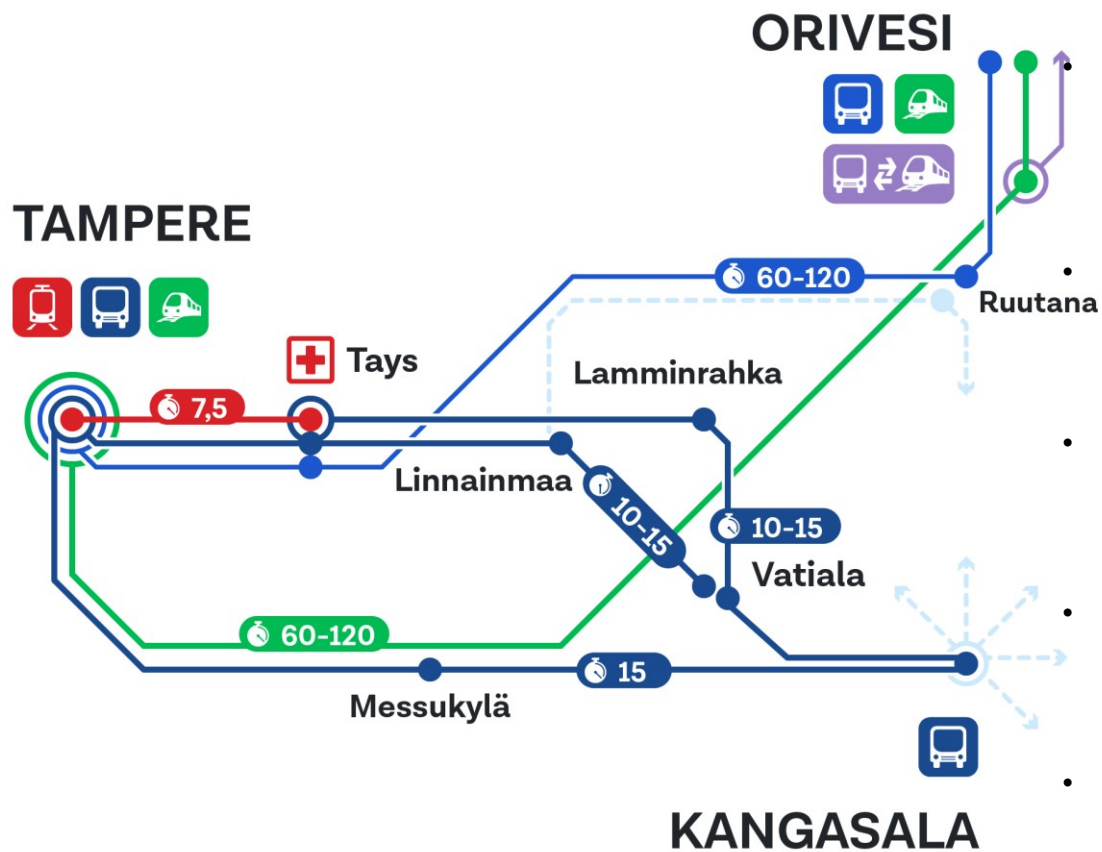 ORIVESI
TAMPERE
60-120
Ruutana
Tays
Lamminrahka
7,5
Linnainmaa
10-15
10-15
Vatiala
60-120
15
Messukylä
KANGASALA